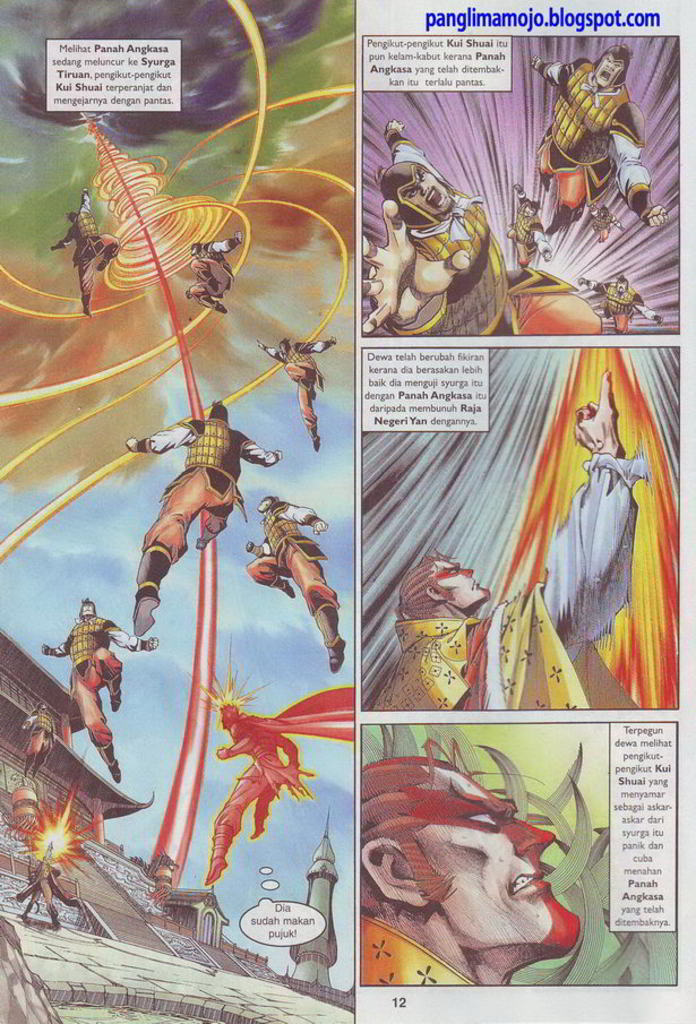 panglimamojo.blogspot.com
Melihat Panah Angkasa
sedang meluncur ke Syurga
Tiruan, pengikut-pengikut
Kui Shuai terperanjat dan
mengejarnya dengan pantas.
Dia
sudah makan
pujuk!
Pengikut-pengikut Kui Shuai itu
pun kelam-kabut kerana Panah
Angkasa yang telah ditembak-
kan itu terlalu pantas.
Dewa telah berubah fikiran
kerana dia berasakan lebih
baik dia menguji syurga itu
dengan Panah Angkasa itu
daripada membunuh Raja
Negeri Yan dengannya.
Terpegun
dewa melihat
pengikut-
pengikut Kui
Shuai yang
menyamar
sebagai askar-
askar dari
syurga itu
panik dan
cuba
menahan
Panah
Angkasa
yang telah
ditembaknya.
12